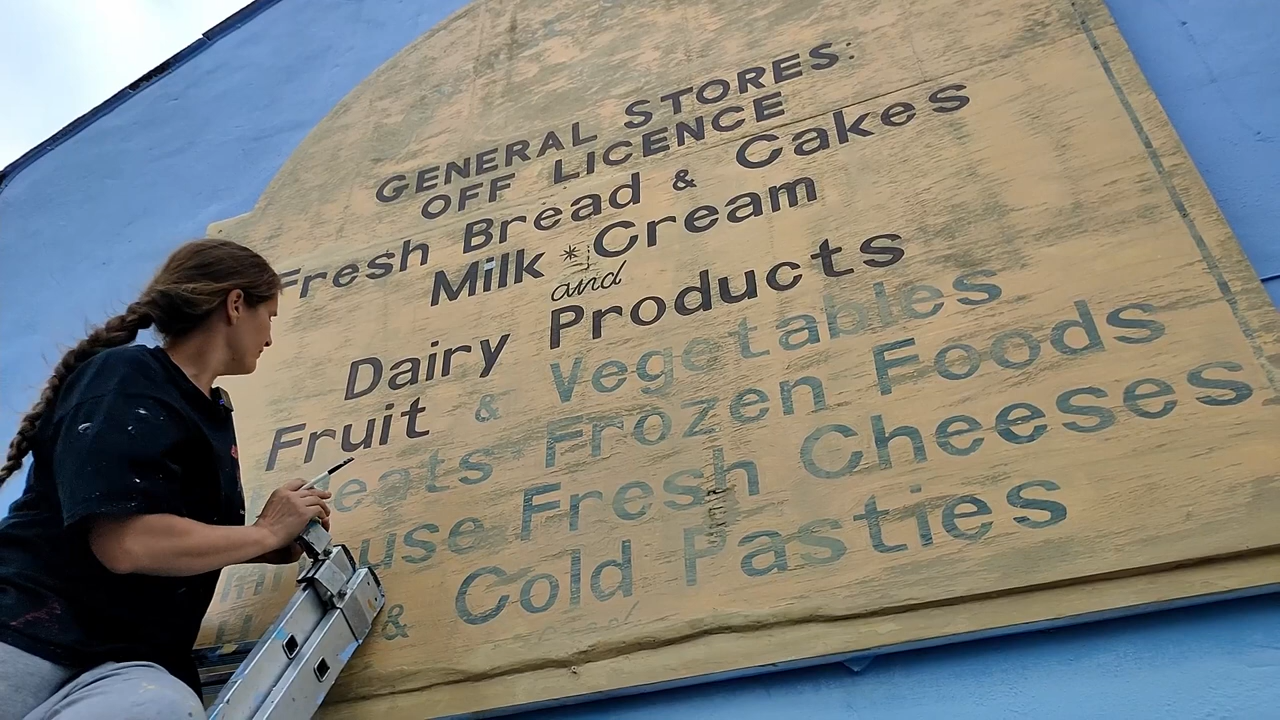 GENERAL STORES:
OFF LICENCE
Fresh Bread & Cakes
Milk * Cream
and
Dairy Products
Fruit & Vegetables
Frozen Foods
Fresh Cheeses
& Cold Pasties